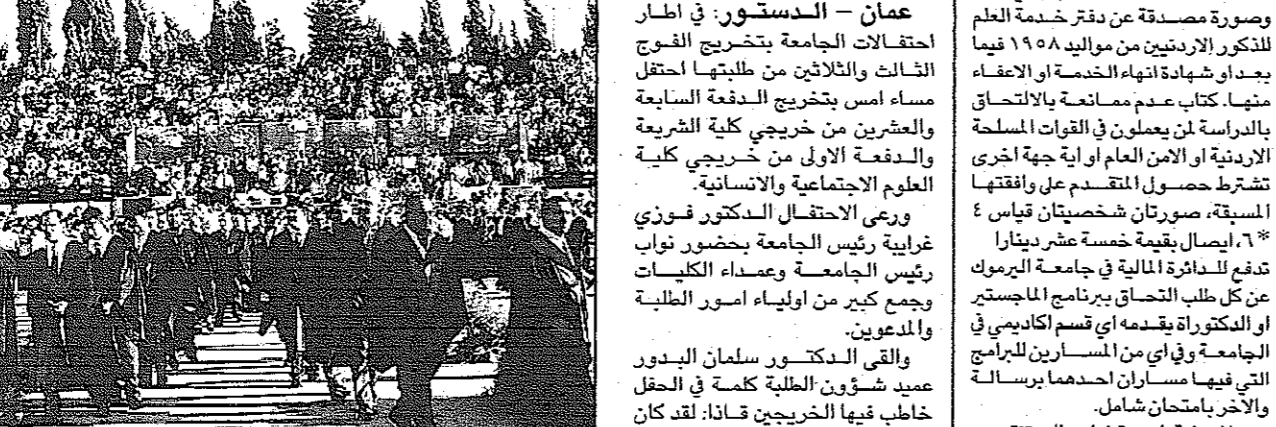 وصورة مصدقة عن دفتر خدمة العلم
للذكور الاردنيين من مواليد ١٩٥٨ فيما
بعد او شهادة انهاء الخدمة او الاعفاء
منها. كتاب عدم ممانعة بالالتحاق
بالدراسة لمن يعملون في القوات المسلحة
الاردنية او الامن العام او اية جهة اخرى
تشترط حصول المتقدم على وافقتها
المسبقة، صورتان شخصيتان قياس ٤
*٦، ايصال بقيمة خمسة عشر دينارا
تدفع للدائرة المالية في جامعة اليرموك
عن كل طلب التحاق ببرنامج الماجستير
او الدكتوراة يقدمه اي قسم اكاديمي في
الجامعة وفي اي من المسارين للبرامج
التي فيها مساران احدهما برسالة
والاخر بامتحان شامل.
عمان – الدستور: في اطار
احتفالات الجامعة بتخريج الفوج
الثالث والثلاثين من طلبتها احتفل
مساء امس بتخريج الدفعة السابعة
والعشرين من خريجي كلية الشريعة
والدفعة الاولى من خريجي كلية
العلوم الاجتماعية والانسانية.
ورعى الاحتفال الدكتور فوزي
غرايبة رئيس الجامعة بحضور نواب
رئيس الجامعة وعمداء الكليات
وجمع كبير من اولياء امور الطلبة
والمدعوين.
والقى الدكتور سلمان البدور
عميد شؤون الطلبة كلمة في الحفل
خاطب فيها الخريجين قائلا: لقد كان